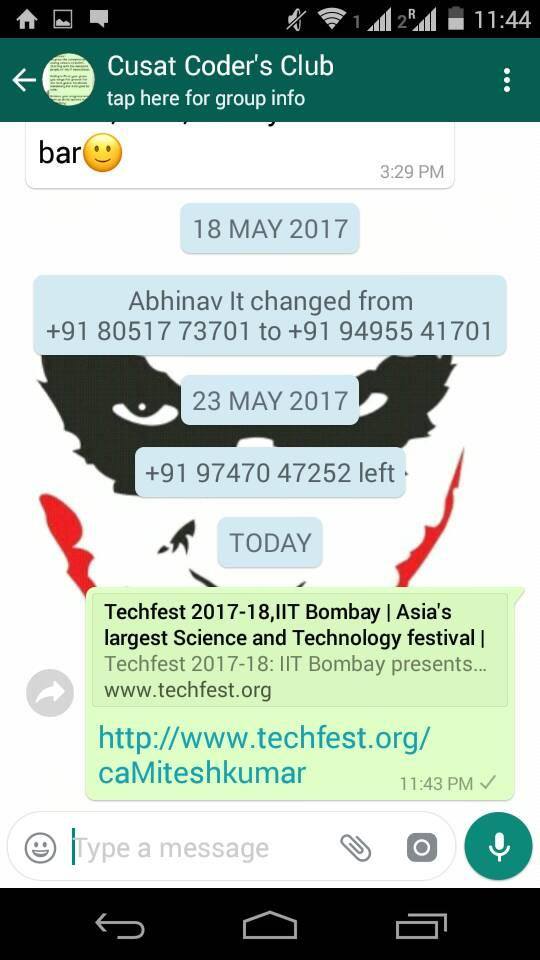 1 2R 11:44
Cusat Coder's Club
tap here for group info
bar
3:29 PM
18 MAY 2017
Abhinav It changed from
+91 80517 73701 to +91 94955 41701
23 MAY 2017
+91 97470 47252 left
TODAY
Techfest 2017-18,IIT Bombay | Asia's
largest Science and Technology festival |
Techfest 2017-18: IIT Bombay presents...
www.techfest.org
http://www.techfest.org/
caMiteshkumar
11:43 PM
Type a message